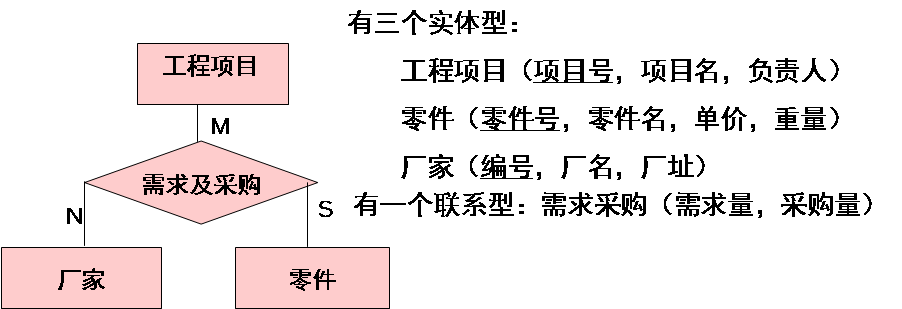 有三个实体型：
工程项目（项目号，项目名，负责人）
零件（零件号，零件名，单价，重量）
厂家（编号，厂名，厂址）
有一个联系型：需求采购（需求量，采购量）
工程项目
M
需求及采购
N
S
厂家
零件